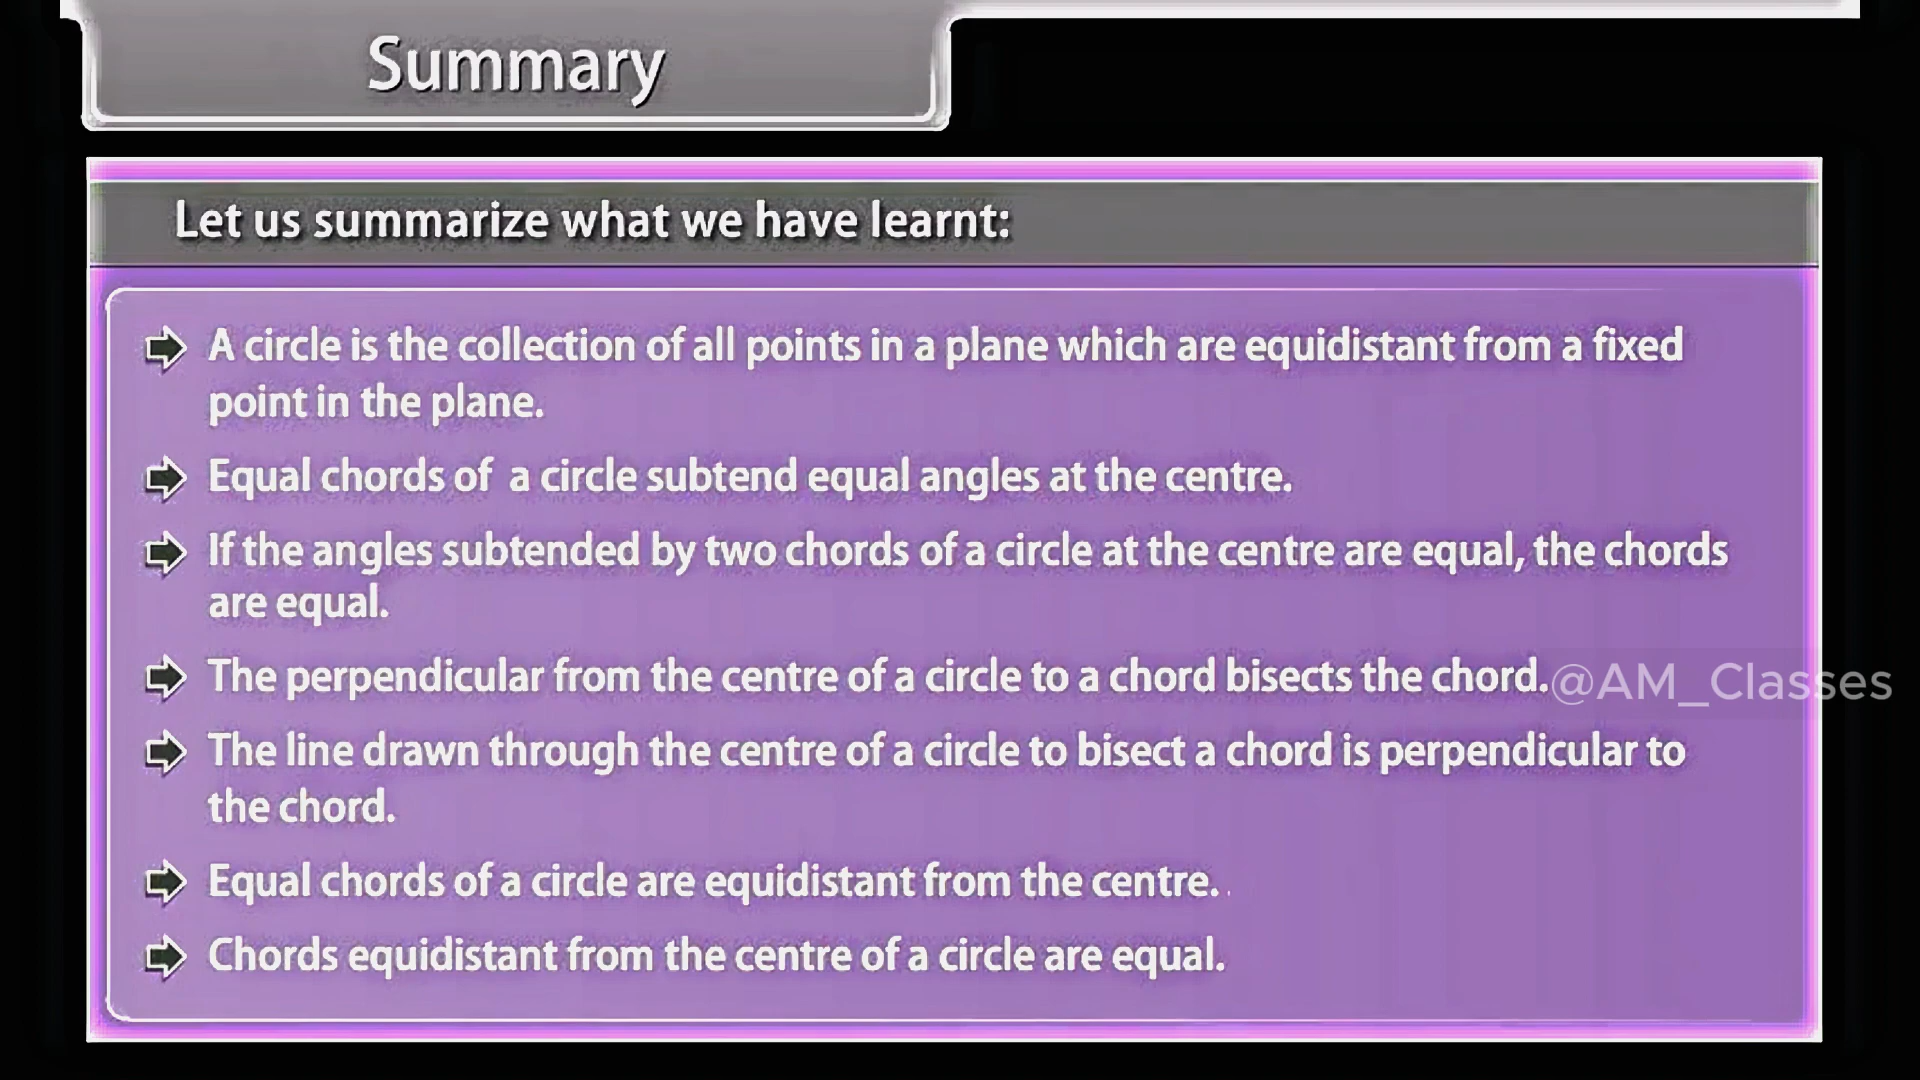 Summary
Let us summarize what we have learnt:
A circle is the collection of all points in a plane which are equidistant from a fixed
point in the plane.
Equal chords of a circle subtend equal angles at the centre.
If the angles subtended by two chords of a circle at the centre are equal, the chords
are equal.
The perpendicular from the centre of a circle to a chord bisects the chord.
@AM_Classes
The line drawn through the centre of a circle to bisect a chord is perpendicular to
the chord.
Equal chords of a circle are equidistant from the centre.
Chords equidistant from the centre of a circle are equal.